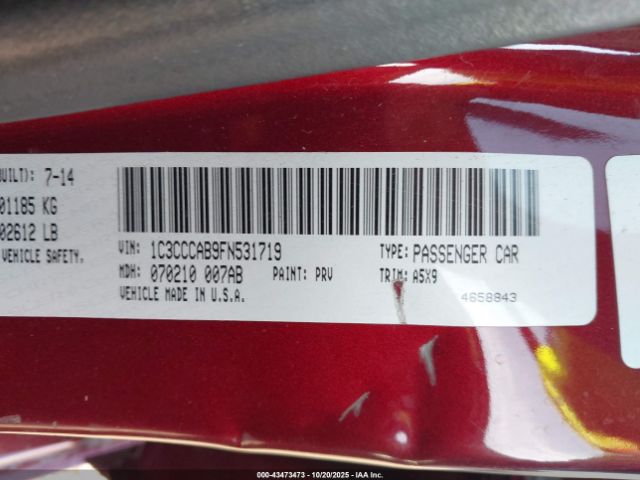 BUILT): 7-14
01185 KG
02612 LB
VEHICLE SAFETY.
VIN: 1C3CCCAB9FN531719
TYPE: PASSENGER CAR
MDH: 070210 007AB
PAINT: PRV
TRIM: A5X9
VEHICLE MADE IN U.S.A.
4658843
000-43473473 | 10/20/2025 | IAA Inc.